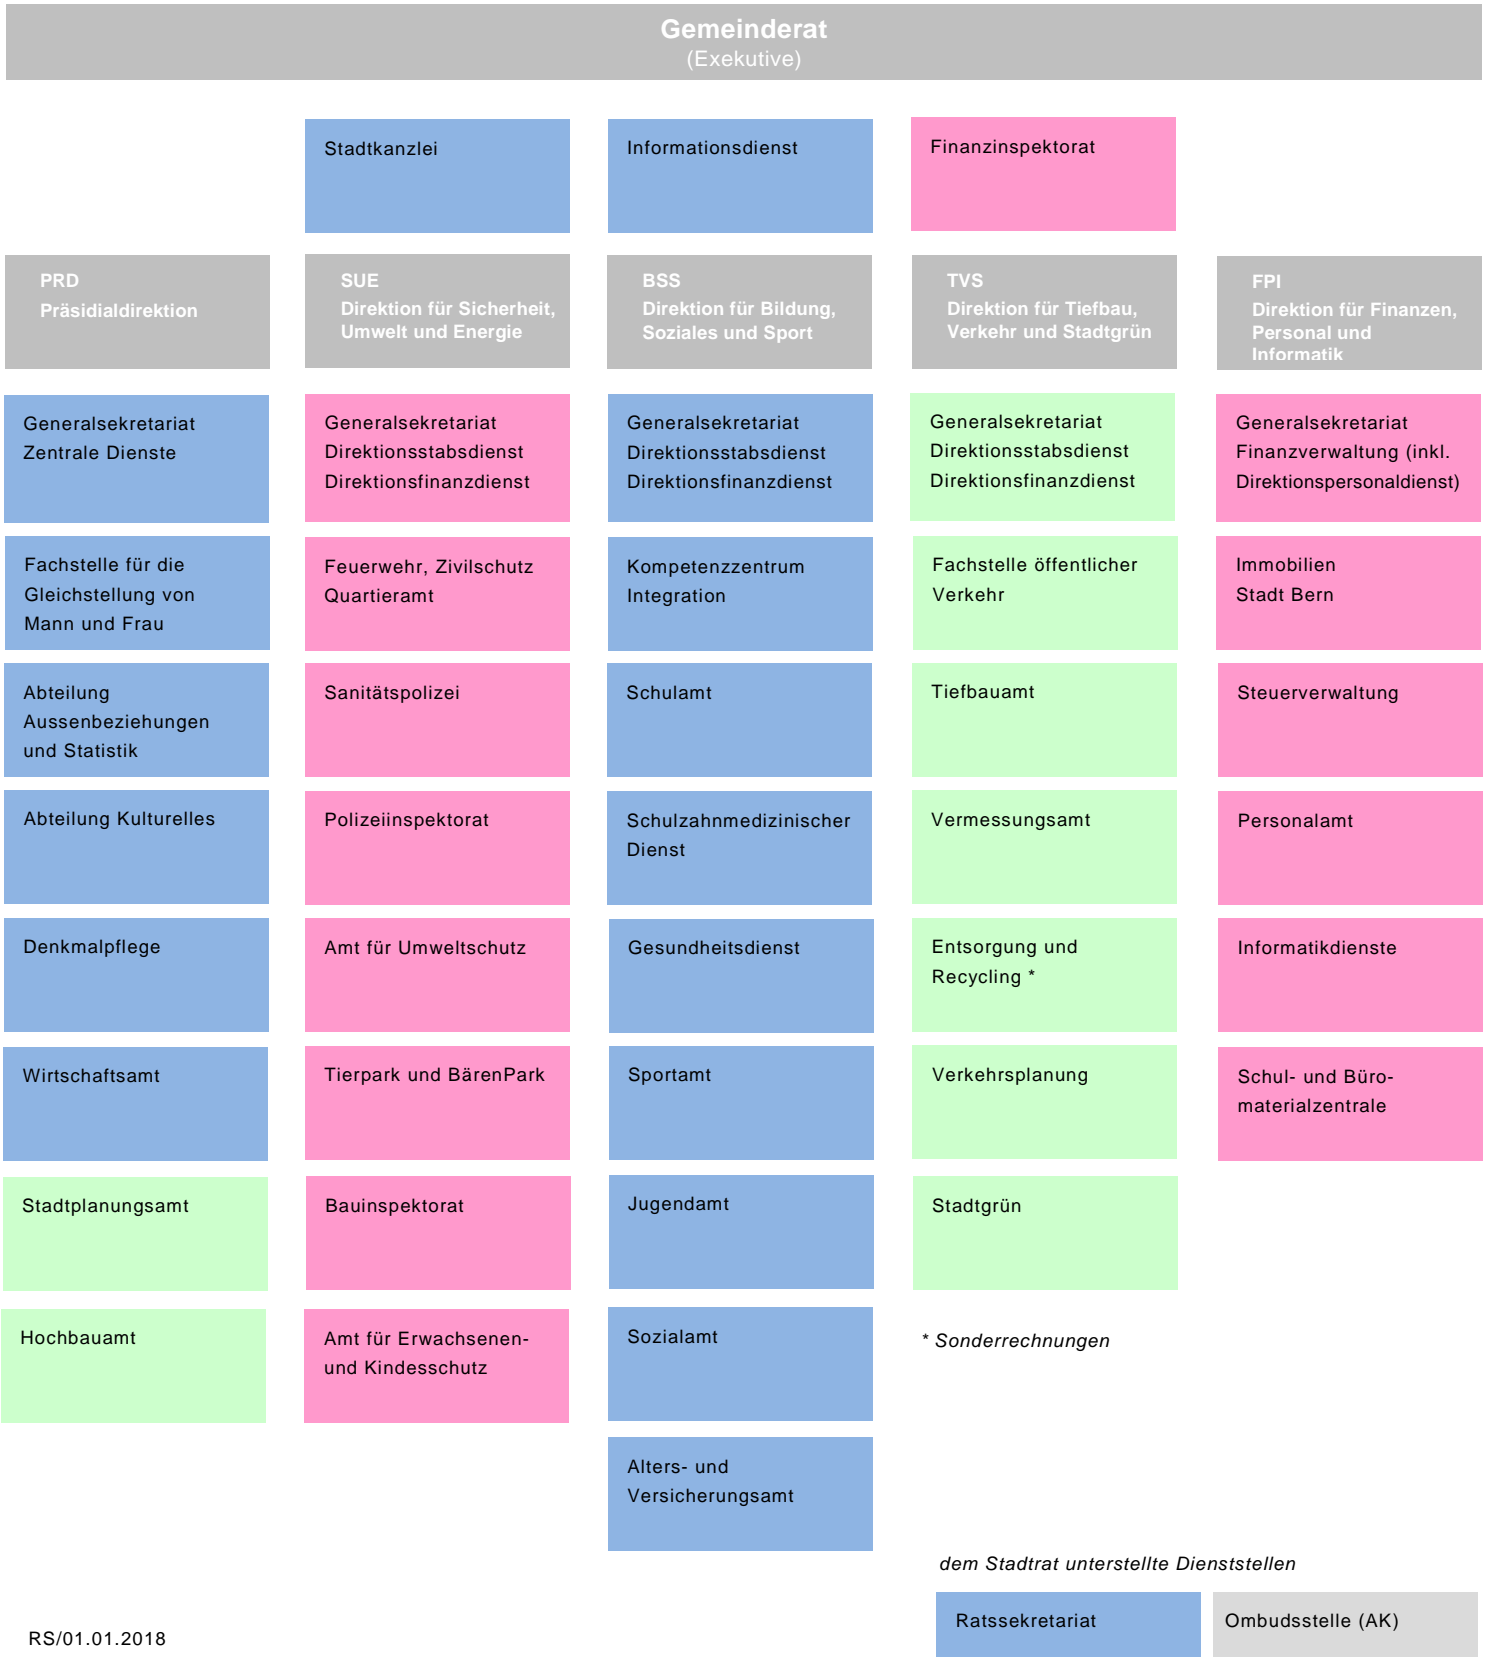 Gemeinderat
(Exekutive)
Stadtkanzlei
Informationsdienst
Finanzinspektorat
PRD
Präsidialdirektion
SUE
Direktion für Sicherheit,
Umwelt und Energie
BSS
Direktion für Bildung,
Soziales und Sport
TVS
Direktion für Tiefbau,
Verkehr und Stadtgrün
FPI
Direktion für Finanzen,
Personal und
Informatik
Generalsekretariat
Zentrale Dienste
Generalsekretariat
Direktionsstabsdienst
Direktionsfinanzdienst
Generalsekretariat
Direktionsstabsdienst
Direktionsfinanzdienst
Generalsekretariat
Direktionsstabsdienst
Direktionsfinanzdienst
Generalsekretariat
Finanzverwaltung (inkl.
Direktionspersonaldienst)
Fachstelle für die
Gleichstellung von
Mann und Frau
Feuerwehr, Zivilschutz
Quartieramt
Kompetenzzentrum
Integration
Fachstelle öffentlicher
Verkehr
Immobilien
Stadt Bern
Abteilung
Aussenbeziehungen
und Statistik
Sanitätspolizei
Schulamt
Tiefbauamt
Steuerverwaltung
Abteilung Kulturelles
Polizeiinspektorat
Schulzahnmedizinischer
Dienst
Vermessungsamt
Personalamt
Denkmalpflege
Amt für Umweltschutz
Gesundheitsdienst
Entsorgung und
Recycling *
Informatikdienste
Wirtschaftsamt
Tierpark und BärenPark
Sportamt
Verkehrsplanung
Schul- und Büro-
materialzentrale
Stadtplanungsamt
Bauinspektorat
Jugendamt
Stadtgrün
Hochbauamt
Amt für Erwachsenen-
und Kindesschutz
Sozialamt
* Sonderrechnungen
Alters- und
Versicherungsamt
dem Stadtrat unterstellte Dienststellen
Ratssekretariat
Ombudsstelle (AK)
RS/01.01.2018